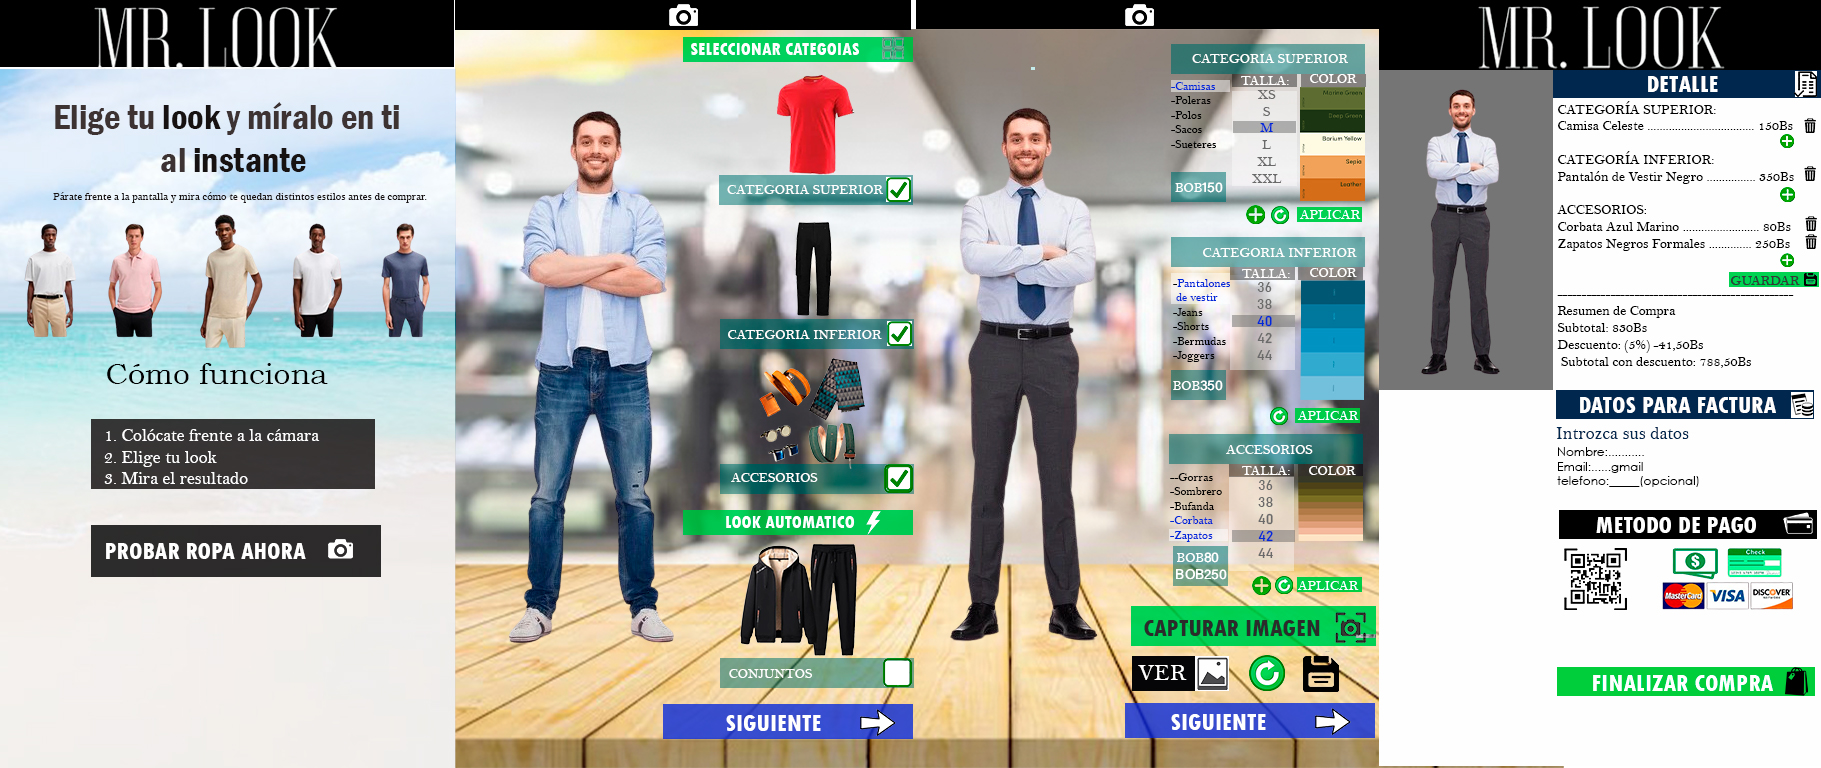 MR. LOOK
Elige tu look y míralo en ti
al instante
Párate frente a la pantalla y mira cómo te quedan distintos estilos antes de comprar.
Cómo funciona
1. Colócate frente a la cámara
2. Elige tu look
3. Mira el resultado
PROBAR ROPA AHORA
SELECCIONAR CATEGOIAS
CATEGORIA SUPERIOR
CATEGORIA INFERIOR
ACCESORIOS
LOOK AUTOMATICO
CONJUNTOS
SIGUIENTE
CATEGORIA SUPERIOR
-Camisas
-Poleras
-Polos
-Sacos
-Sueteres
BOB150
TALLA:
XS
S
M
L
XL
XXL
COLOR
Marine Green
Deep Green
Barium Yellow
Sepia
Leather
APLICAR
CATEGORIA INFERIOR
-Pantalones
de vestir
-Jeans
-Shorts
-Bermudas
-Joggers
BOB350
TALLA:
36
38
40
42
44
COLOR
APLICAR
ACCESORIOS
--Gorras
-Sombrero
-Bufanda
-Corbata
-Zapatos
BOB80
BOB250
TALLA:
36
38
40
42
44
COLOR
APLICAR
CAPTURAR IMAGEN
VER
SIGUIENTE
MR. LOOK
DETALLE
CATEGORÍA SUPERIOR:
Camisa Celeste .................................. 150Bs
CATEGORÍA INFERIOR:
Pantalón de Vestir Negro ............... 350Bs
ACCESORIOS:
Corbata Azul Marino ........................ 80Bs
Zapatos Negros Formales ............. 250Bs
GUARDAR
Resumen de Compra
Subtotal: 830Bs
Descuento: (5%) -41,50Bs
Subtotal con descuento: 788,50Bs
DATOS PARA FACTURA
Introzca sus datos
Nombre:...........
Email:......gmail
telefono:_____(opcional)
METODO DE PAGO
Check
MasterCard
VISA
DISCOVER
FINALIZAR COMPRA